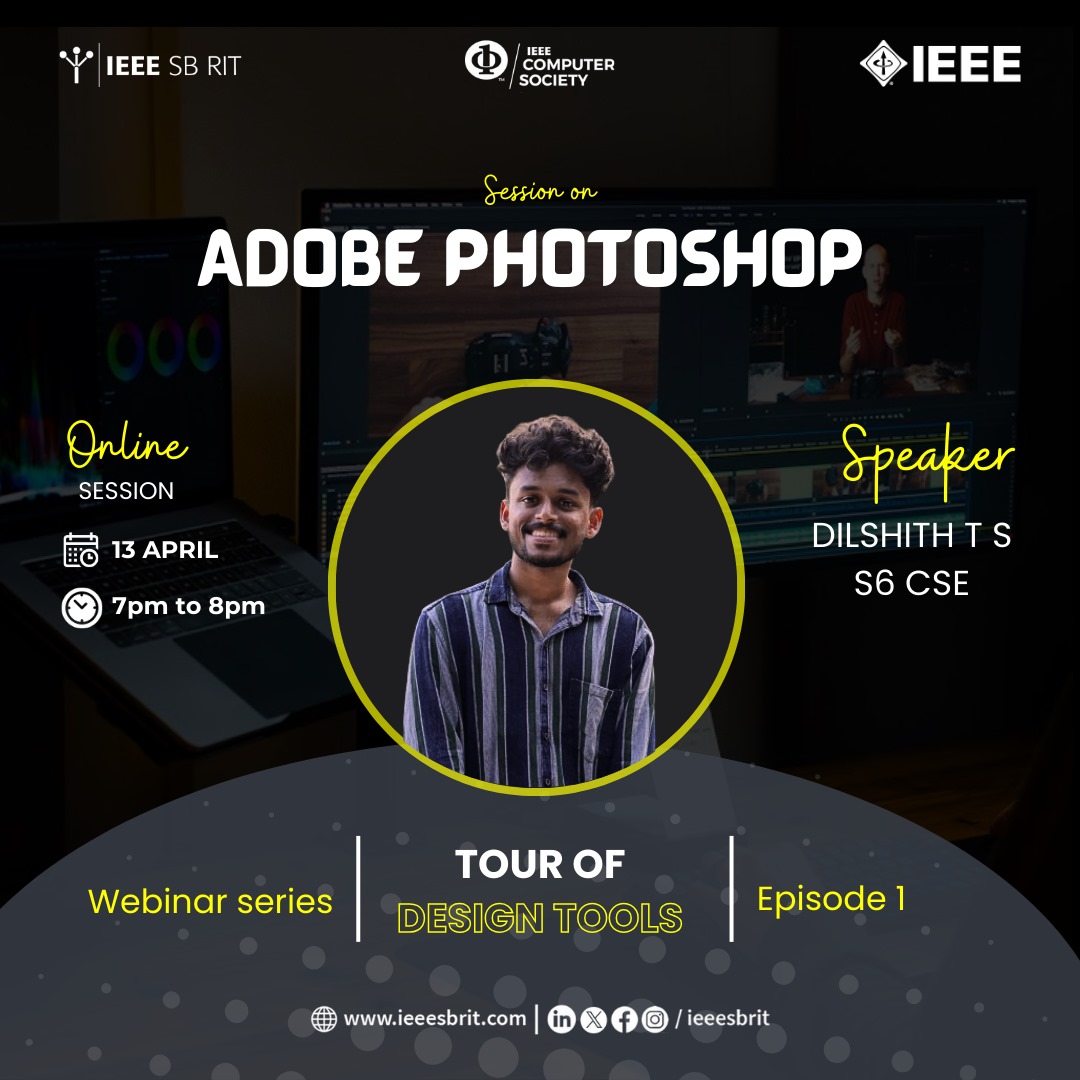 IEEE SB RIT
IEEE
COMPUTER
SOCIETY
IEEE
Session on
ADOBE PHOTOSHOP
Online
SESSION
13 APRIL
7pm to 8pm
Speaker
DILSHITH T S
S6 CSE
Webinar series
TOUR OF
DESIGN TOOLS
Episode 1
www.ieeesbrit.com | / ieeesbrit